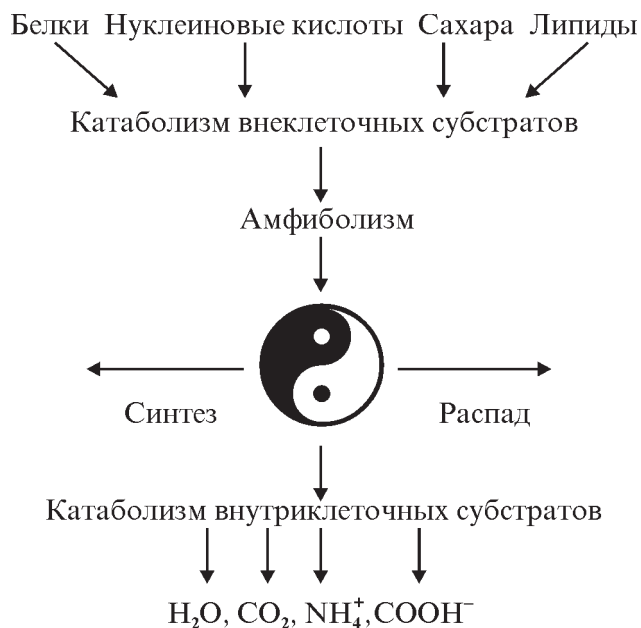 Белки Нуклеиновые кислоты Сахара Липиды
Катаболизм внеклеточных субстратов
Амфиболизм
Синтез Распад
Катаболизм внутриклеточных субстратов
H₂O, CO₂, NH₄⁺, COOH⁻